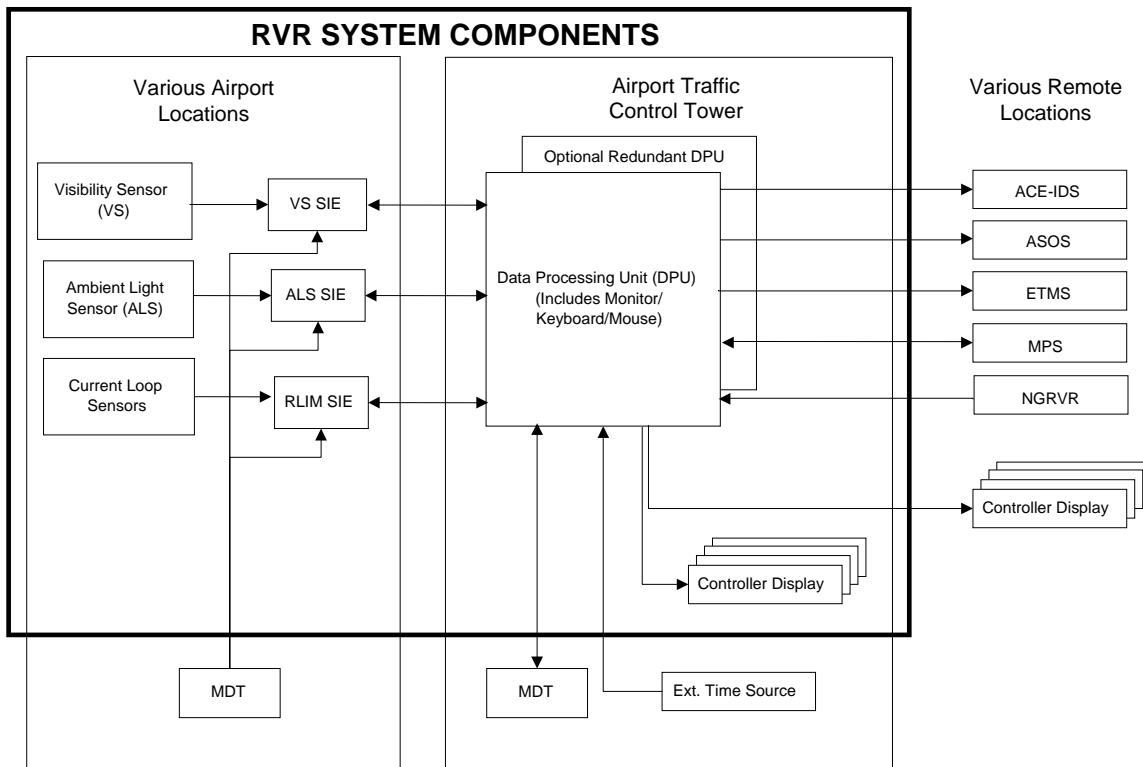 RVR SYSTEM COMPONENTS
Various Airport
Locations
Airport Traffic
Control Tower
Various Remote
Locations
Optional Redundant DPU
Visibility Sensor
(VS)
VS SIE
Ambient Light
Sensor (ALS)
ALS SIE
Current Loop
Sensors
RLIM SIE
Data Processing Unit (DPU)
(Includes Monitor/
Keyboard/Mouse)
ACE-IDS
ASOS
ETMS
MPS
NGRVR
Controller Display
Controller Display
MDT
MDT
Ext. Time Source